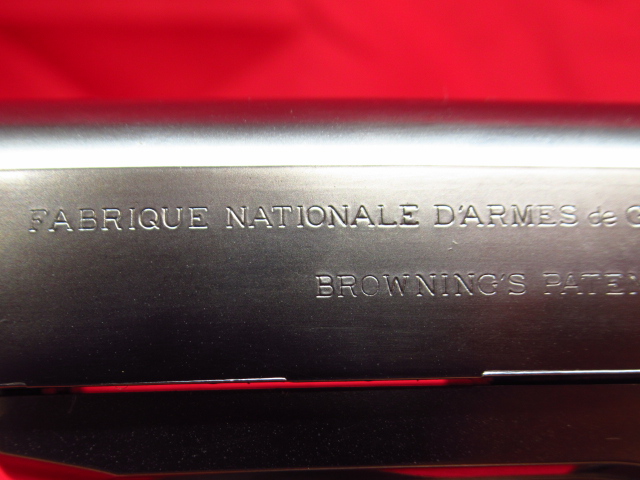 FABRIQUE NATIONALE D'ARMES de
BROWNING'S